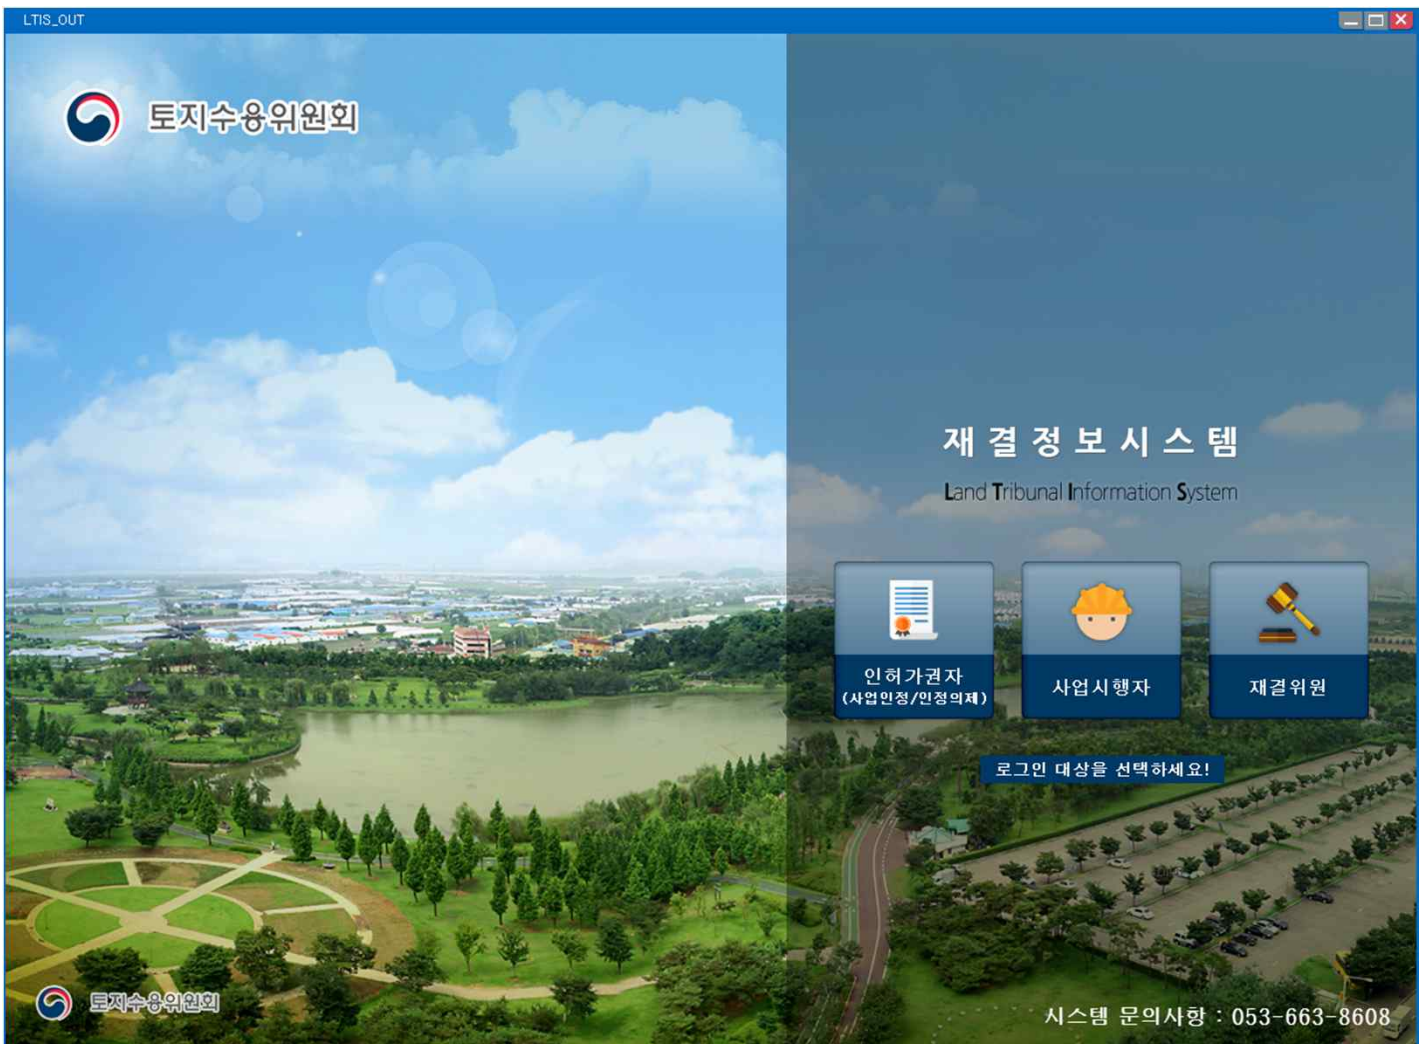 LTIS_OUT
토지수용위원회
재결정보시스템
Land Tribunal Information System
인허가권자
(사업인정/인정의제)
사업시행자
재결위원
로그인 대상을 선택하세요!
토지수용위원회
시스템 문의사항 : 053-663-8608